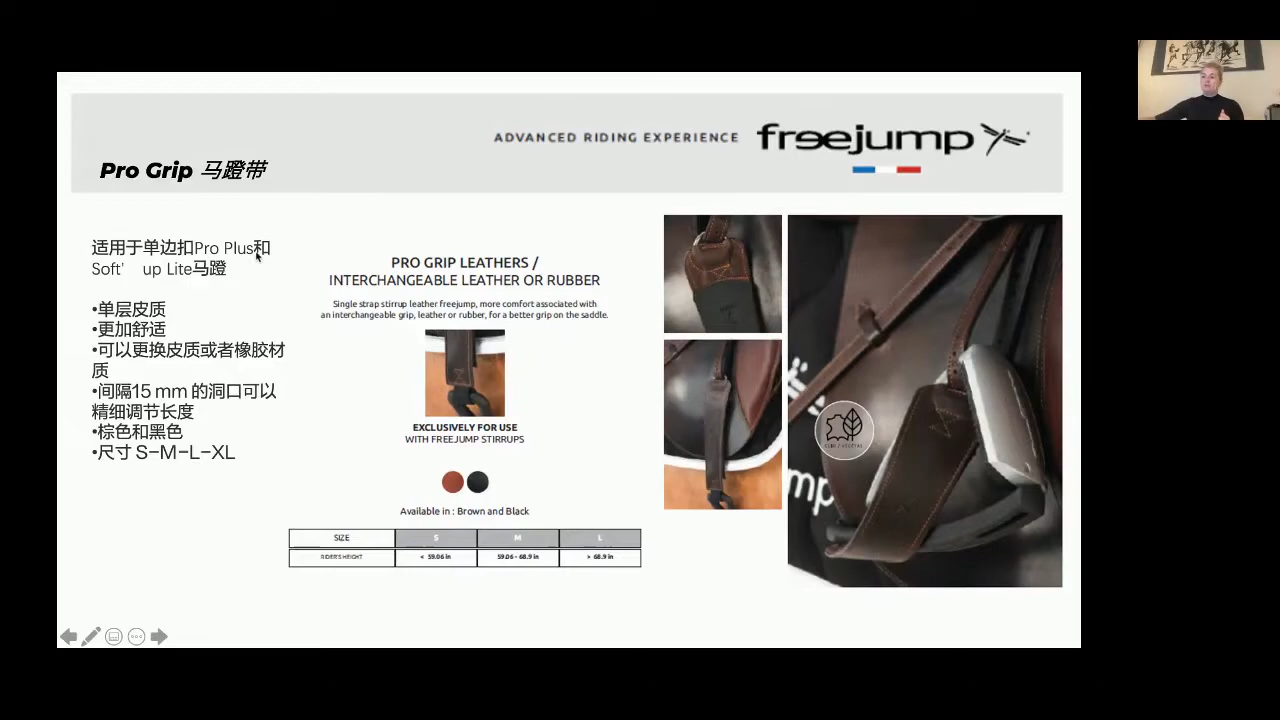 ADVANCED RIDING EXPERIENCE
freejump
Pro Grip 马蹬带
适用于单边扣Pro Plus和
Soft’ up Lite马蹬
•单层皮质
•更加舒适
•可以更换皮质或者橡胶材
质
•间隔15 mm 的洞口可以
精细调节长度
•棕色和黑色
•尺寸 S-M-L-XL
PRO GRIP LEATHERS /
INTERCHANGEABLE LEATHER OR RUBBER
Single strap stirrup leather freejump, more comfort associated with
an interchangeable grip, leather or rubber, for a better grip on the saddle.
EXCLUSIVELY FOR USE
WITH FREEJUMP STIRRUPS
Available in : Brown and Black
SIZE S M L
RIDER'S HEIGHT < 59.06 in 59.06 - 68.9 in > 68.9 in
CUIR / VEGETAL
mp